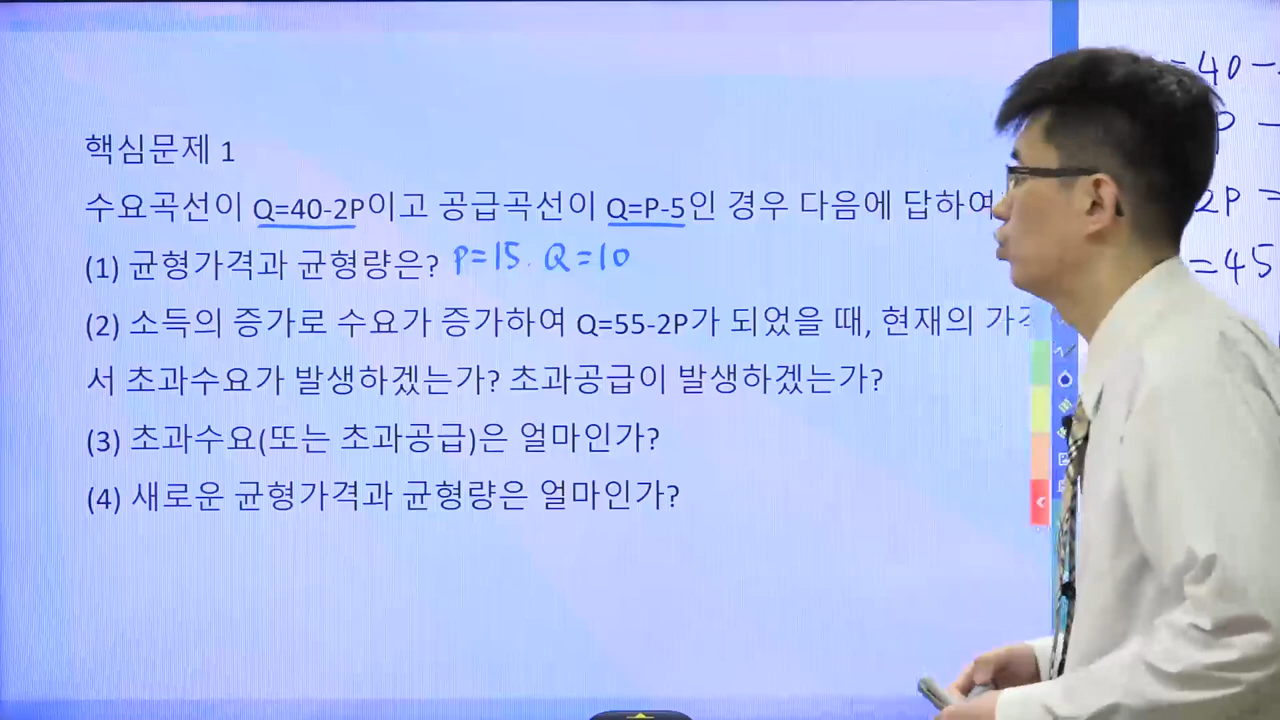 핵심문제 1
수요곡선이 Q=40-2P이고 공급곡선이 Q=P-5인 경우 다음에 답하여
(1) 균형가격과 균형량은? P=15. Q=10
(2) 소득의 증가로 수요가 증가하여 Q=55-2P가 되었을 때, 현재의
서 초과수요가 발생하겠는가? 초과공급이 발생하겠는가?
(3) 초과수요(또는 초과공급)은 얼마인가?
(4) 새로운 균형가격과 균형량은 얼마인가?
=40-
P -
2P =
=45